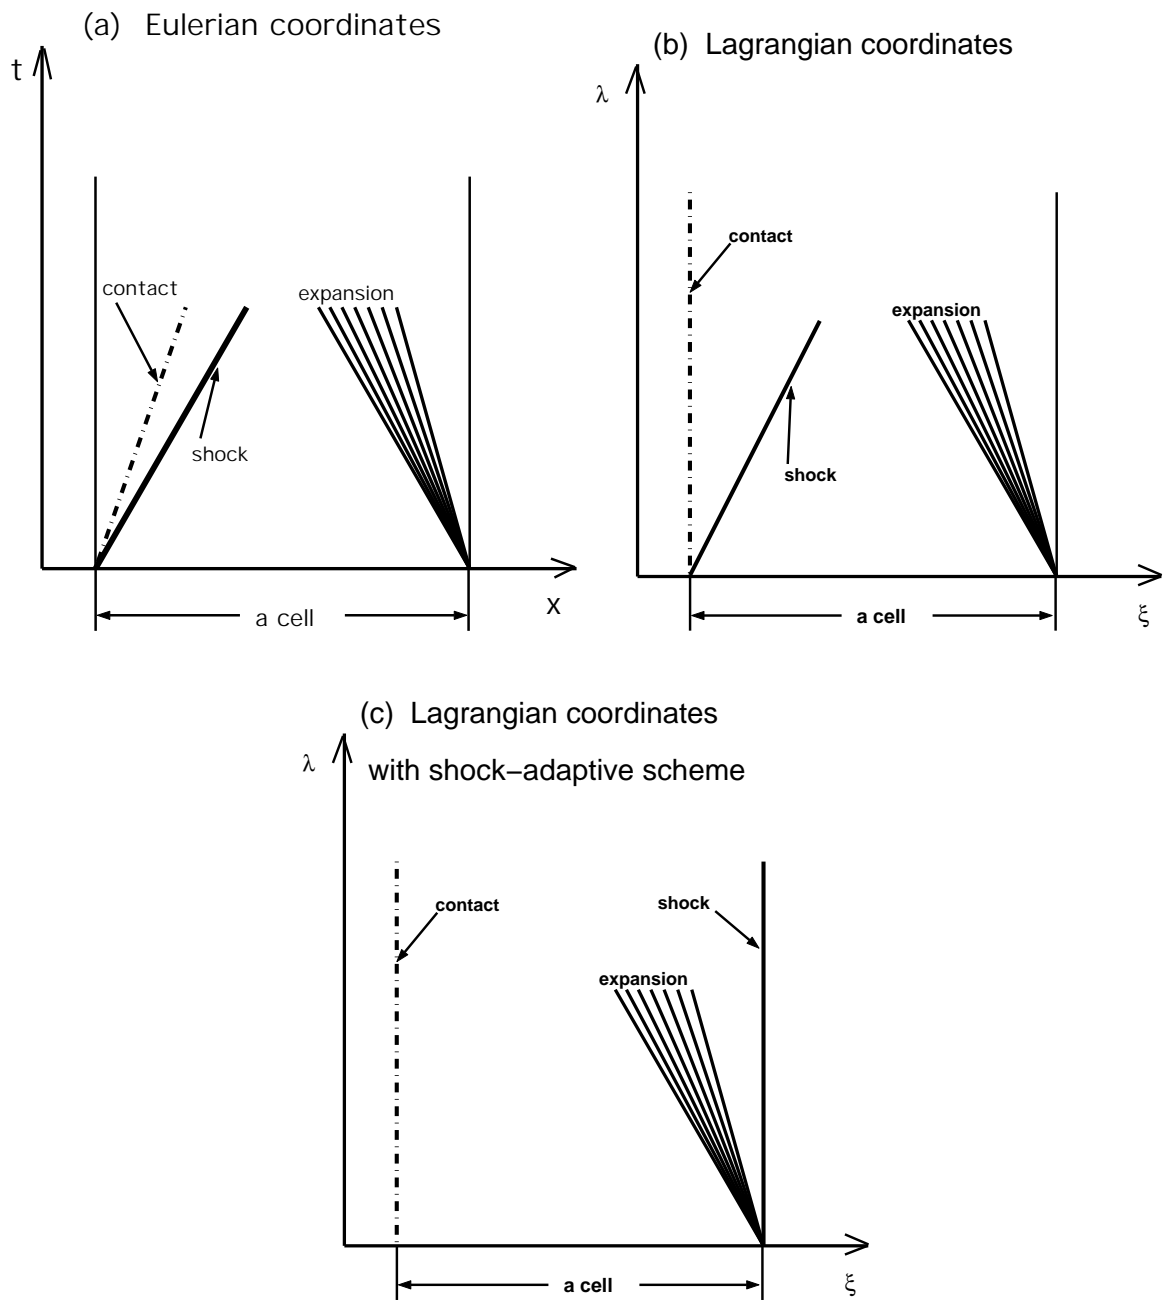 (a) Eulerian coordinates
t
contact
expansion
shock
x
a cell
(b) Lagrangian coordinates
λ
contact
expansion
shock
a cell
ξ
(c) Lagrangian coordinates
with shock−adaptive scheme
λ
contact
shock
expansion
a cell
ξ